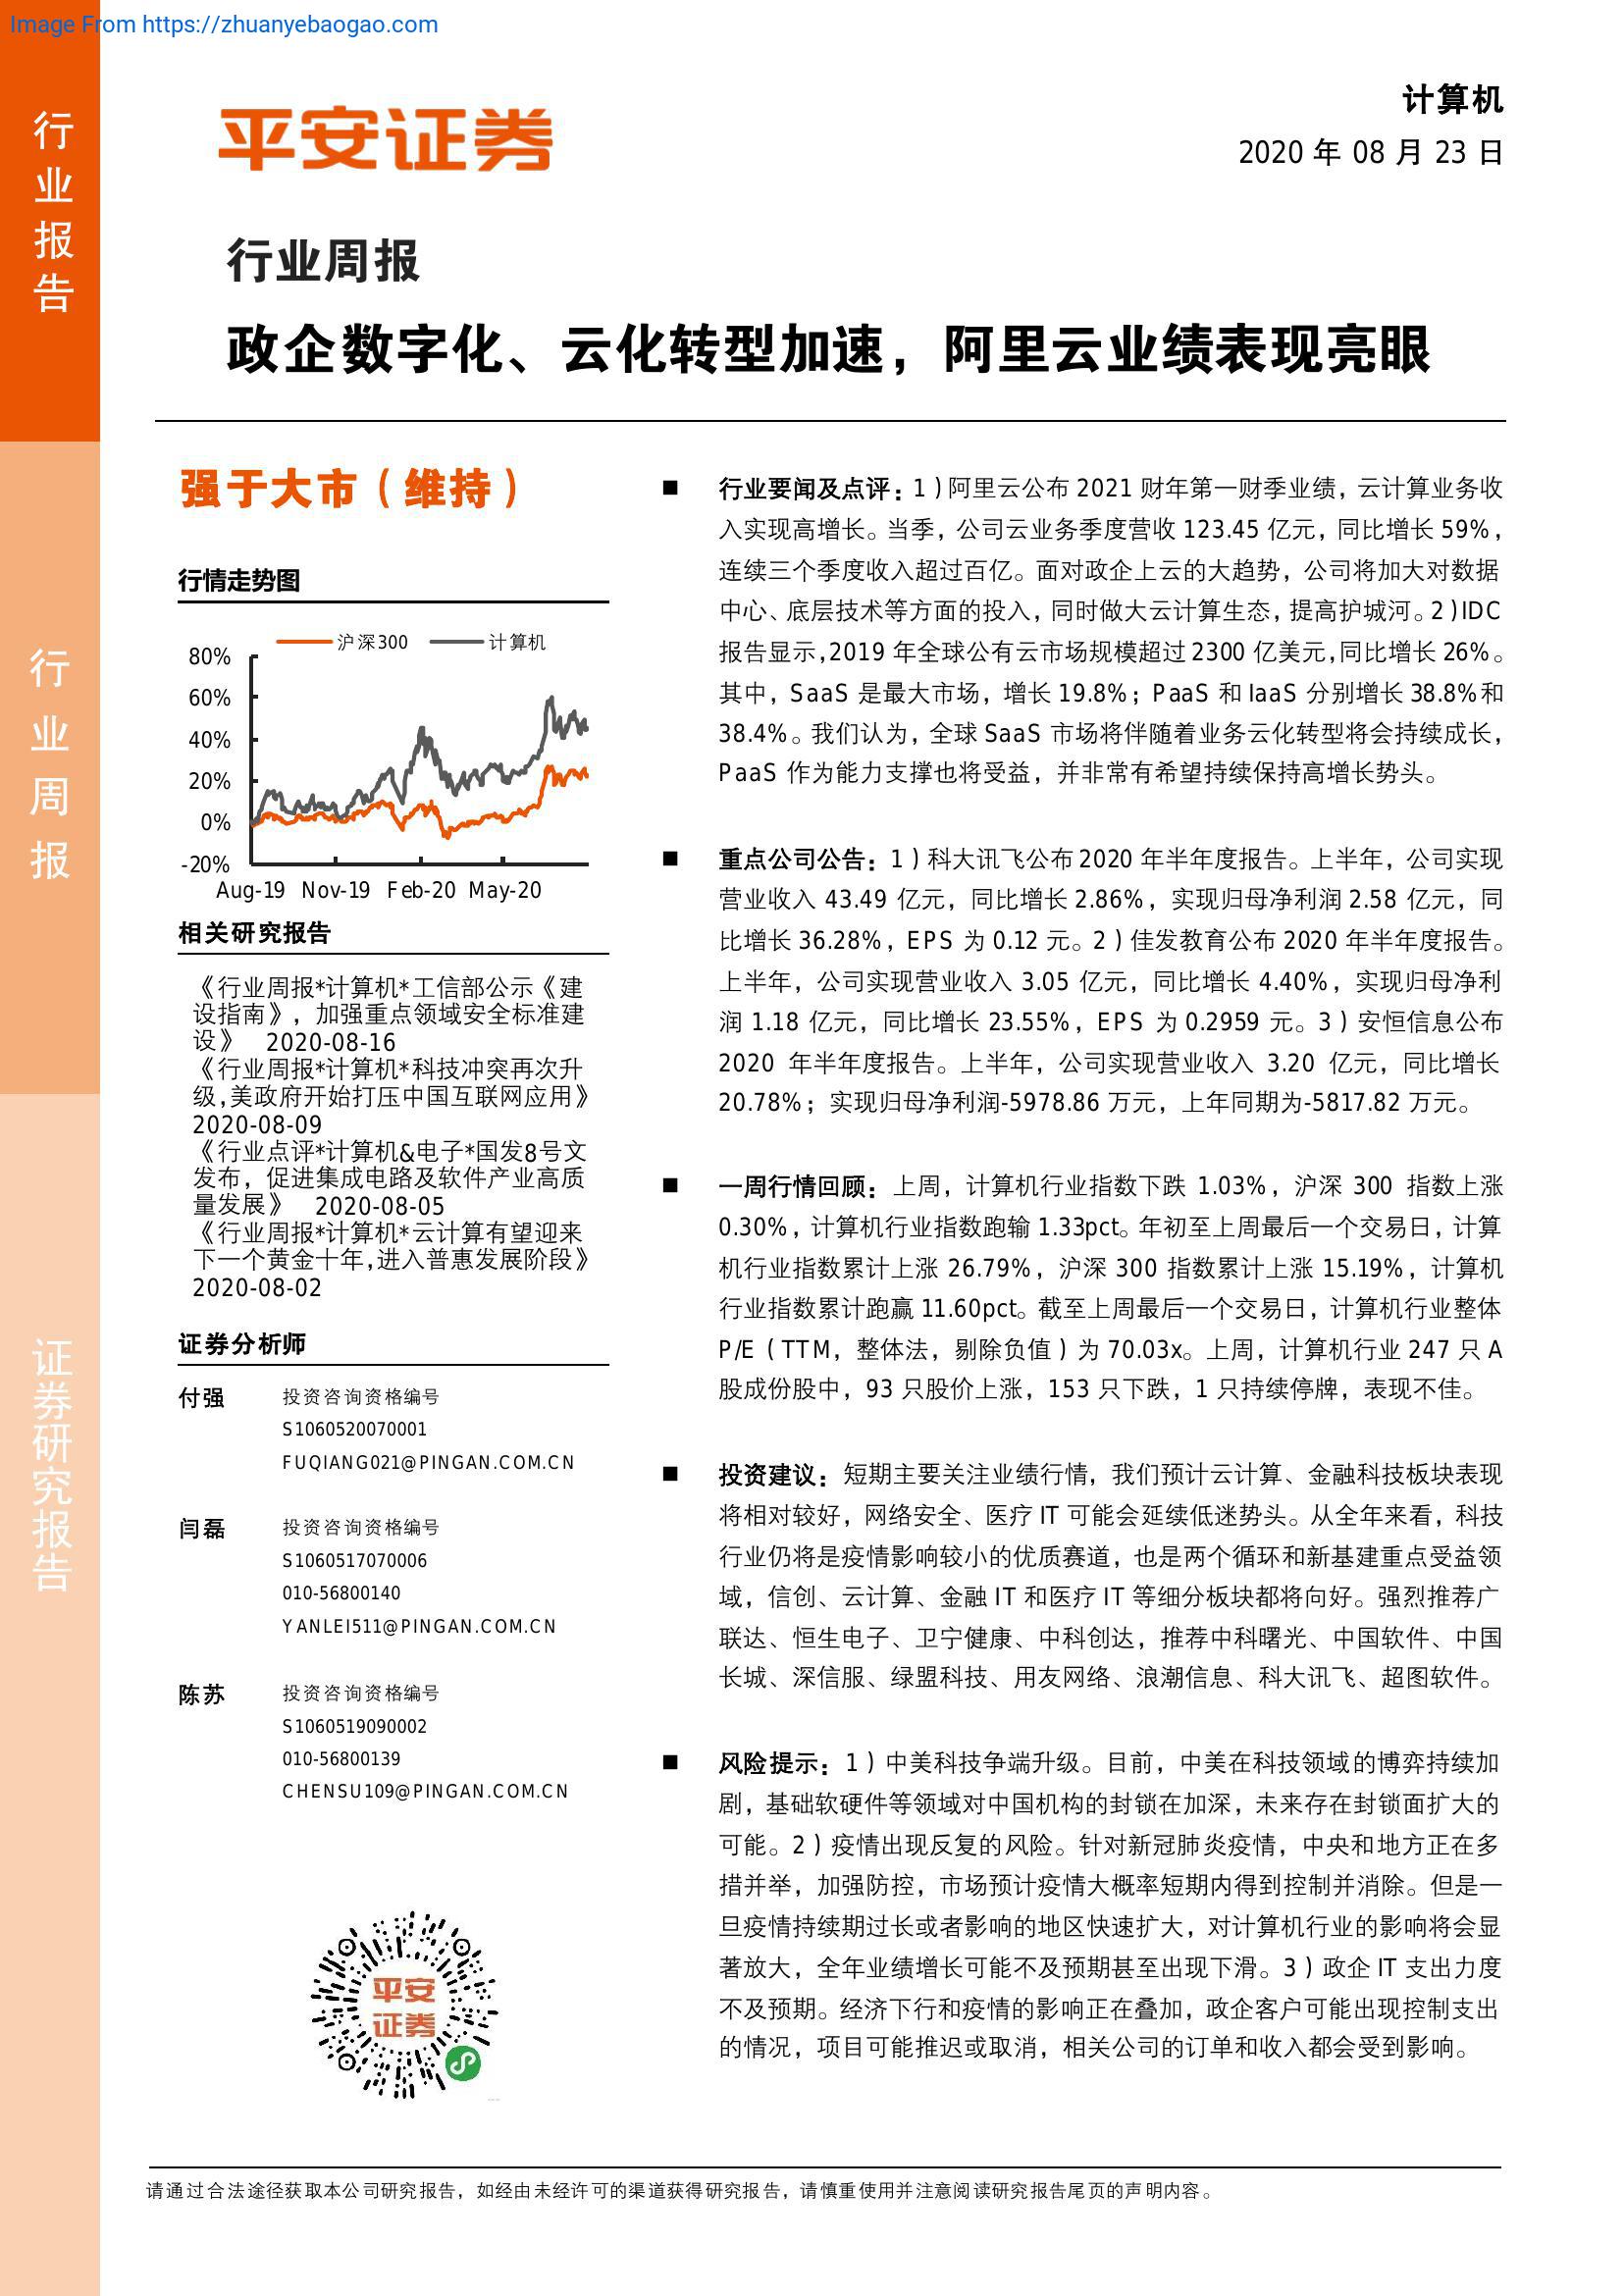 Image From https://zhuanyebaogao.com
行业报告
行业周报
证券研究报告
平安证券
计算机
2020 年 08 月 23 日
行业周报
政企数字化、云化转型加速，阿里云业绩表现亮眼
强于大市（维持）
行情走势图
沪深300 计算机
80%
60%
40%
20%
0%
-20%
Aug-19 Nov-19 Feb-20 May-20
相关研究报告
《行业周报*计算机*工信部公示《建
设指南》，加强重点领域安全标准建
设》 2020-08-16
《行业周报*计算机*科技冲突再次升
级,美政府开始打压中国互联网应用》
2020-08-09
《行业点评*计算机&电子*国发8号文
发布，促进集成电路及软件产业高质
量发展》 2020-08-05
《行业周报*计算机*云计算有望迎来
下一个黄金十年,进入普惠发展阶段》
2020-08-02
证券分析师
付强 投资咨询资格编号
S1060520070001
FUQIANG021@PINGAN.COM.CN
闫磊 投资咨询资格编号
S1060517070006
010-56800140
YANLEI511@PINGAN.COM.CN
陈苏 投资咨询资格编号
S1060519090002
010-56800139
CHENSU109@PINGAN.COM.CN
平安
证券
■ 行业要闻及点评：1）阿里云公布 2021 财年第一财季业绩，云计算业务收
入实现高增长。当季，公司云业务季度营收 123.45 亿元，同比增长 59%，
连续三个季度收入超过百亿。面对政企上云的大趋势，公司将加大对数据
中心、底层技术等方面的投入，同时做大云计算生态，提高护城河。2）IDC
报告显示,2019 年全球公有云市场规模超过 2300 亿美元,同比增长 26%。
其中，SaaS 是最大市场，增长 19.8%；PaaS 和 IaaS 分别增长 38.8%和
38.4%。我们认为，全球 SaaS 市场将伴随着业务云化转型将会持续成长，
PaaS 作为能力支撑也将受益，并非常有希望持续保持高增长势头。
■ 重点公司公告：1）科大讯飞公布 2020 年半年度报告。上半年，公司实现
营业收入 43.49 亿元，同比增长 2.86%，实现归母净利润 2.58 亿元，同
比增长 36.28%，EPS 为 0.12 元。2）佳发教育公布 2020 年半年度报告。
上半年，公司实现营业收入 3.05 亿元，同比增长 4.40%，实现归母净利
润 1.18 亿元，同比增长 23.55%，EPS 为 0.2959 元。3）安恒信息公布
2020 年半年度报告。上半年，公司实现营业收入 3.20 亿元，同比增长
20.78%；实现归母净利润-5978.86 万元，上年同期为-5817.82 万元。
■ 一周行情回顾：上周，计算机行业指数下跌 1.03%，沪深 300 指数上涨
0.30%，计算机行业指数跑输 1.33pct。年初至上周最后一个交易日，计算
机行业指数累计上涨 26.79%，沪深 300 指数累计上涨 15.19%，计算机
行业指数累计跑赢 11.60pct。截至上周最后一个交易日，计算机行业整体
P/E（TTM，整体法，剔除负值）为 70.03x。上周，计算机行业 247 只 A
股成份股中，93 只股价上涨，153 只下跌，1 只持续停牌，表现不佳。
■ 投资建议：短期主要关注业绩行情，我们预计云计算、金融科技板块表现
将相对较好，网络安全、医疗 IT 可能会延续低迷势头。从全年来看，科技
行业仍将是疫情影响较小的优质赛道，也是两个循环和新基建重点受益领
域，信创、云计算、金融 IT 和医疗 IT 等细分板块都将向好。强烈推荐广
联达、恒生电子、卫宁健康、中科创达，推荐中科曙光、中国软件、中国
长城、深信服、绿盟科技、用友网络、浪潮信息、科大讯飞、超图软件。
■ 风险提示：1）中美科技争端升级。目前，中美在科技领域的博弈持续加
剧，基础软硬件等领域对中国机构的封锁在加深，未来存在封锁面扩大的
可能。2）疫情出现反复的风险。针对新冠肺炎疫情，中央和地方正在多
措并举，加强防控，市场预计疫情大概率短期内得到控制并消除。但是一
旦疫情持续期过长或者影响的地区快速扩大，对计算机行业的影响将会显
著放大，全年业绩增长可能不及预期甚至出现下滑。3）政企 IT 支出力度
不及预期。经济下行和疫情的影响正在叠加，政企客户可能出现控制支出
的情况，项目可能推迟或取消，相关公司的订单和收入都会受到影响。
请通过合法途径获取本公司研究报告，如经由未经许可的渠道获得研究报告，请慎重使用并注意阅读研究报告尾页的声明内容。